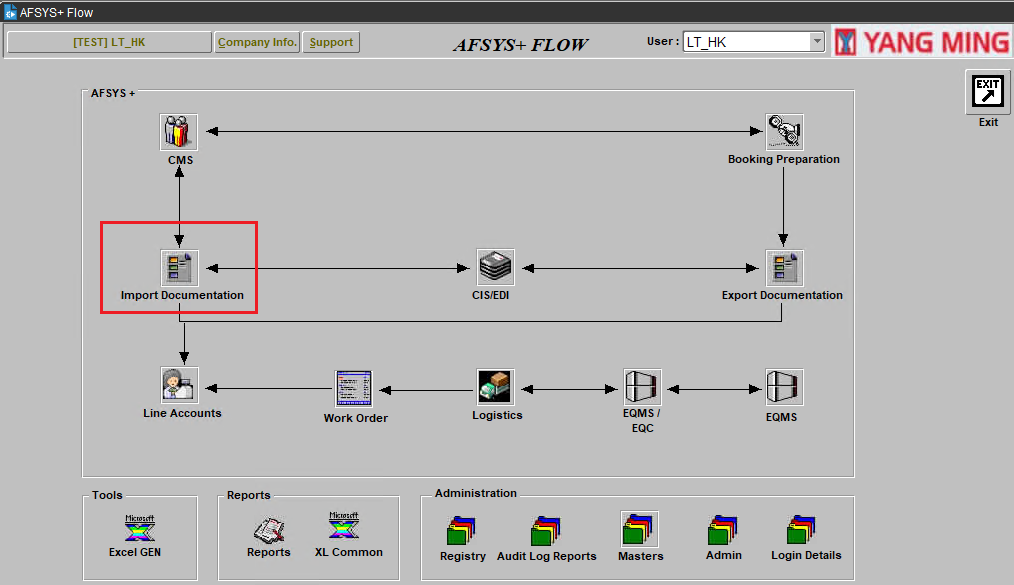 AFSYS+ Flow
[TEST] LT_HK
Company Info.
Support
AFSYS+ FLOW
User :
LT_HK
YANG MING
EXIT
Exit
AFSYS +
CMS
Booking Preparation
Import Documentation
CIS/EDI
Export Documentation
Line Accounts
Work Order
Logistics
EQMS /
EQC
EQMS
Tools
Microsoft
Excel GEN
Reports
Reports
Microsoft
XL Common
Administration
Registry
Audit Log Reports
Masters
Admin
Login Details